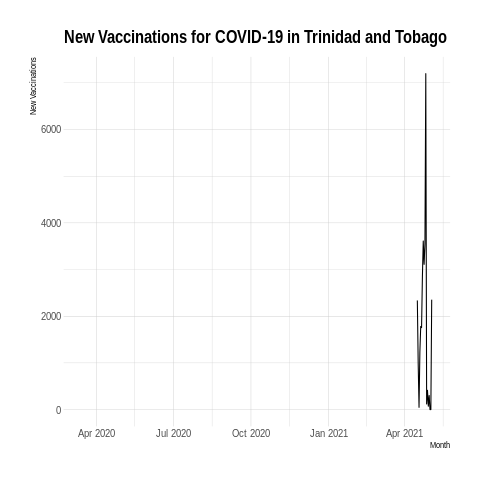 New Vaccinations for COVID-19 in Trinidad and Tobago
New Vaccinations
6000
4000
2000
0
Apr 2020 Jul 2020 Oct 2020 Jan 2021 Apr 2021
Month